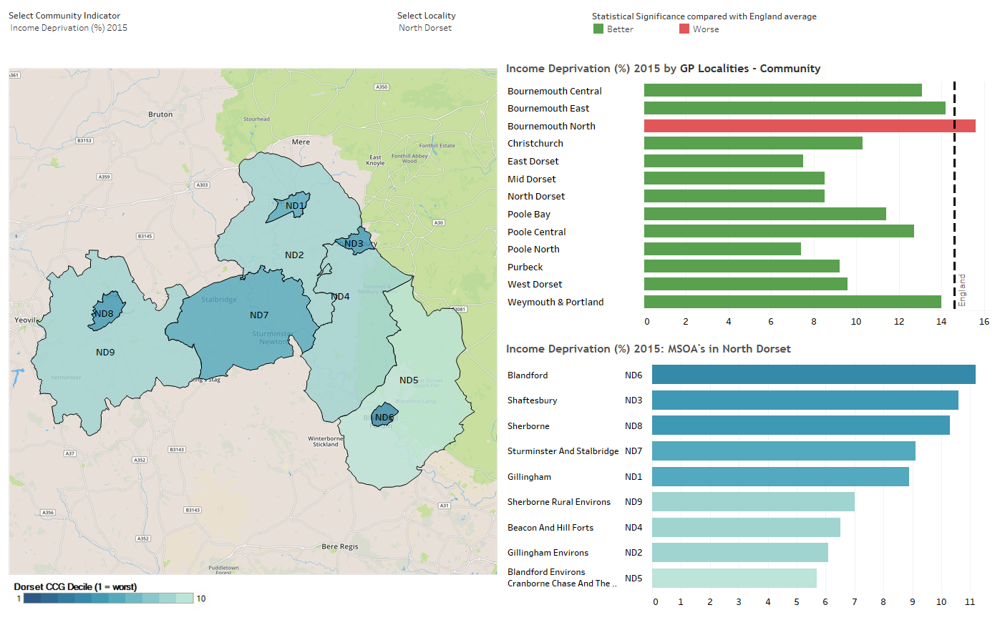 Select Community Indicator
Income Deprivation (%) 2015
Select Locality
North Dorset
Statistical Significance compared with England average
Better
Worse
A361
Bruton
A350
Stourhead
B3153
Mere
Fonthill Estate
East
Knoyle
Fonthill Abbey
Wood
A359
A303
ND1
A30
B3145
ND3
ND2
Stalbridge
ND4
ND8
ND7
3081
Yeovil
Sturminster
Newton
ND9
Yetminster
ND5
Blandford Camp
ND6
Winterborne
Stickland
A37
B3143
A352
A356
B3143
A31
A352
Bere Regis
Puddletown
Forest
Dorset CCG Decile (1 = worst)
1
10
Income Deprivation (%) 2015 by GP Localities - Community
Bournemouth Central
Bournemouth East
Bournemouth North
Christchurch
East Dorset
Mid Dorset
North Dorset
Poole Bay
Poole Central
Poole North
Purbeck
West Dorset
Weymouth & Portland
England
0 2 4 6 8 10 12 14 16
Income Deprivation (%) 2015: MSOA's in North Dorset
Blandford ND6
Shaftesbury ND3
Sherborne ND8
Sturminster And Stalbridge ND7
Gillingham ND1
Sherborne Rural Environs ND9
Beacon And Hill Forts ND4
Gillingham Environs ND2
Blandford Environs
Cranborne Chase And The .. ND5
0 1 2 3 4 5 6 7 8 9 10 11